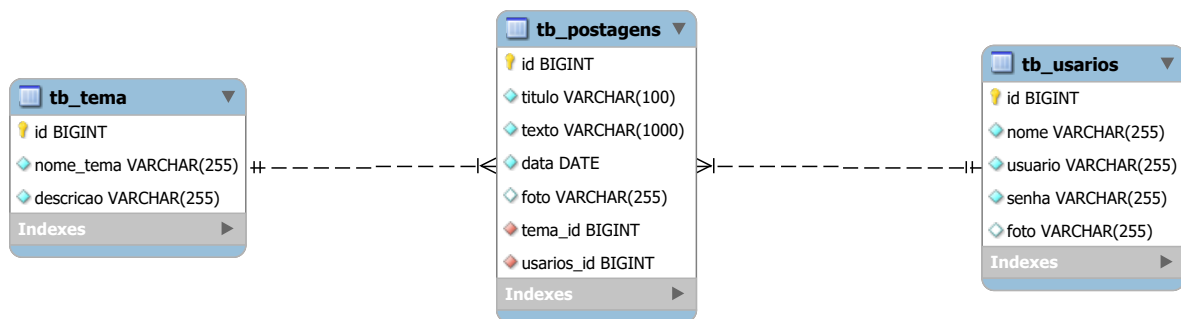 tb_tema
id BIGINT
nome_tema VARCHAR(255)
descricao VARCHAR(255)
Indexes
tb_postagens
id BIGINT
titulo VARCHAR(100)
texto VARCHAR(1000)
data DATE
foto VARCHAR(255)
tema_id BIGINT
usarios_id BIGINT
Indexes
tb_usarios
id BIGINT
nome VARCHAR(255)
usuario VARCHAR(255)
senha VARCHAR(255)
foto VARCHAR(255)
Indexes